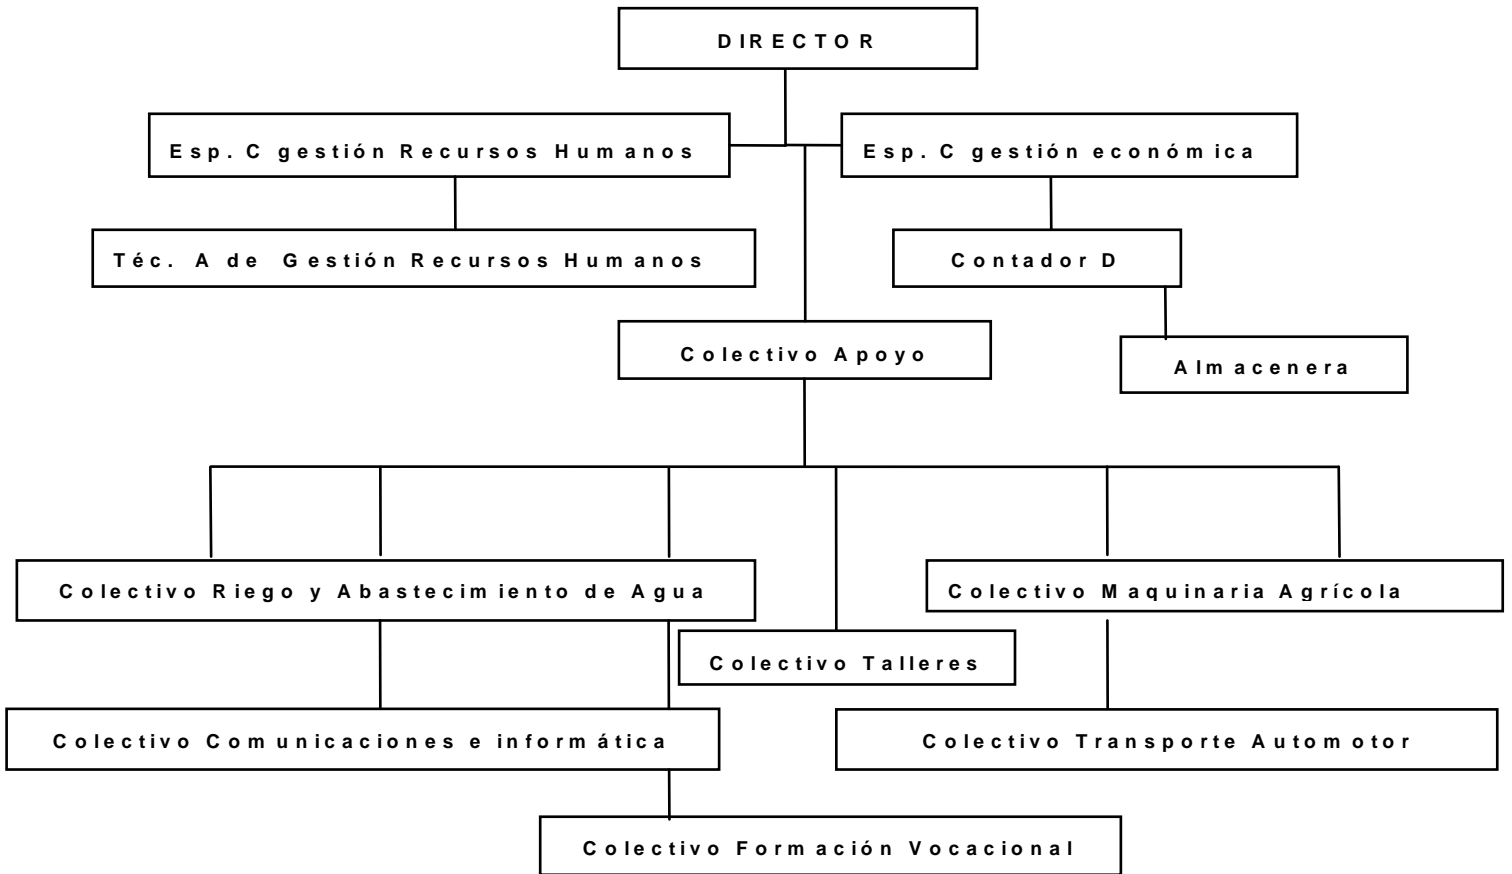 DIRECTOR
Esp. C gestión Recursos Humanos
Esp. C gestión económica
Téc. A de Gestión Recursos Humanos
Contador D
Colectivo Apoyo
Almacenera
Colectivo Riego y Abastecimiento de Agua
Colectivo Maquinaria Agrícola
Colectivo Talleres
Colectivo Comunicaciones e informática
Colectivo Transporte Automotor
Colectivo Formación Vocacional